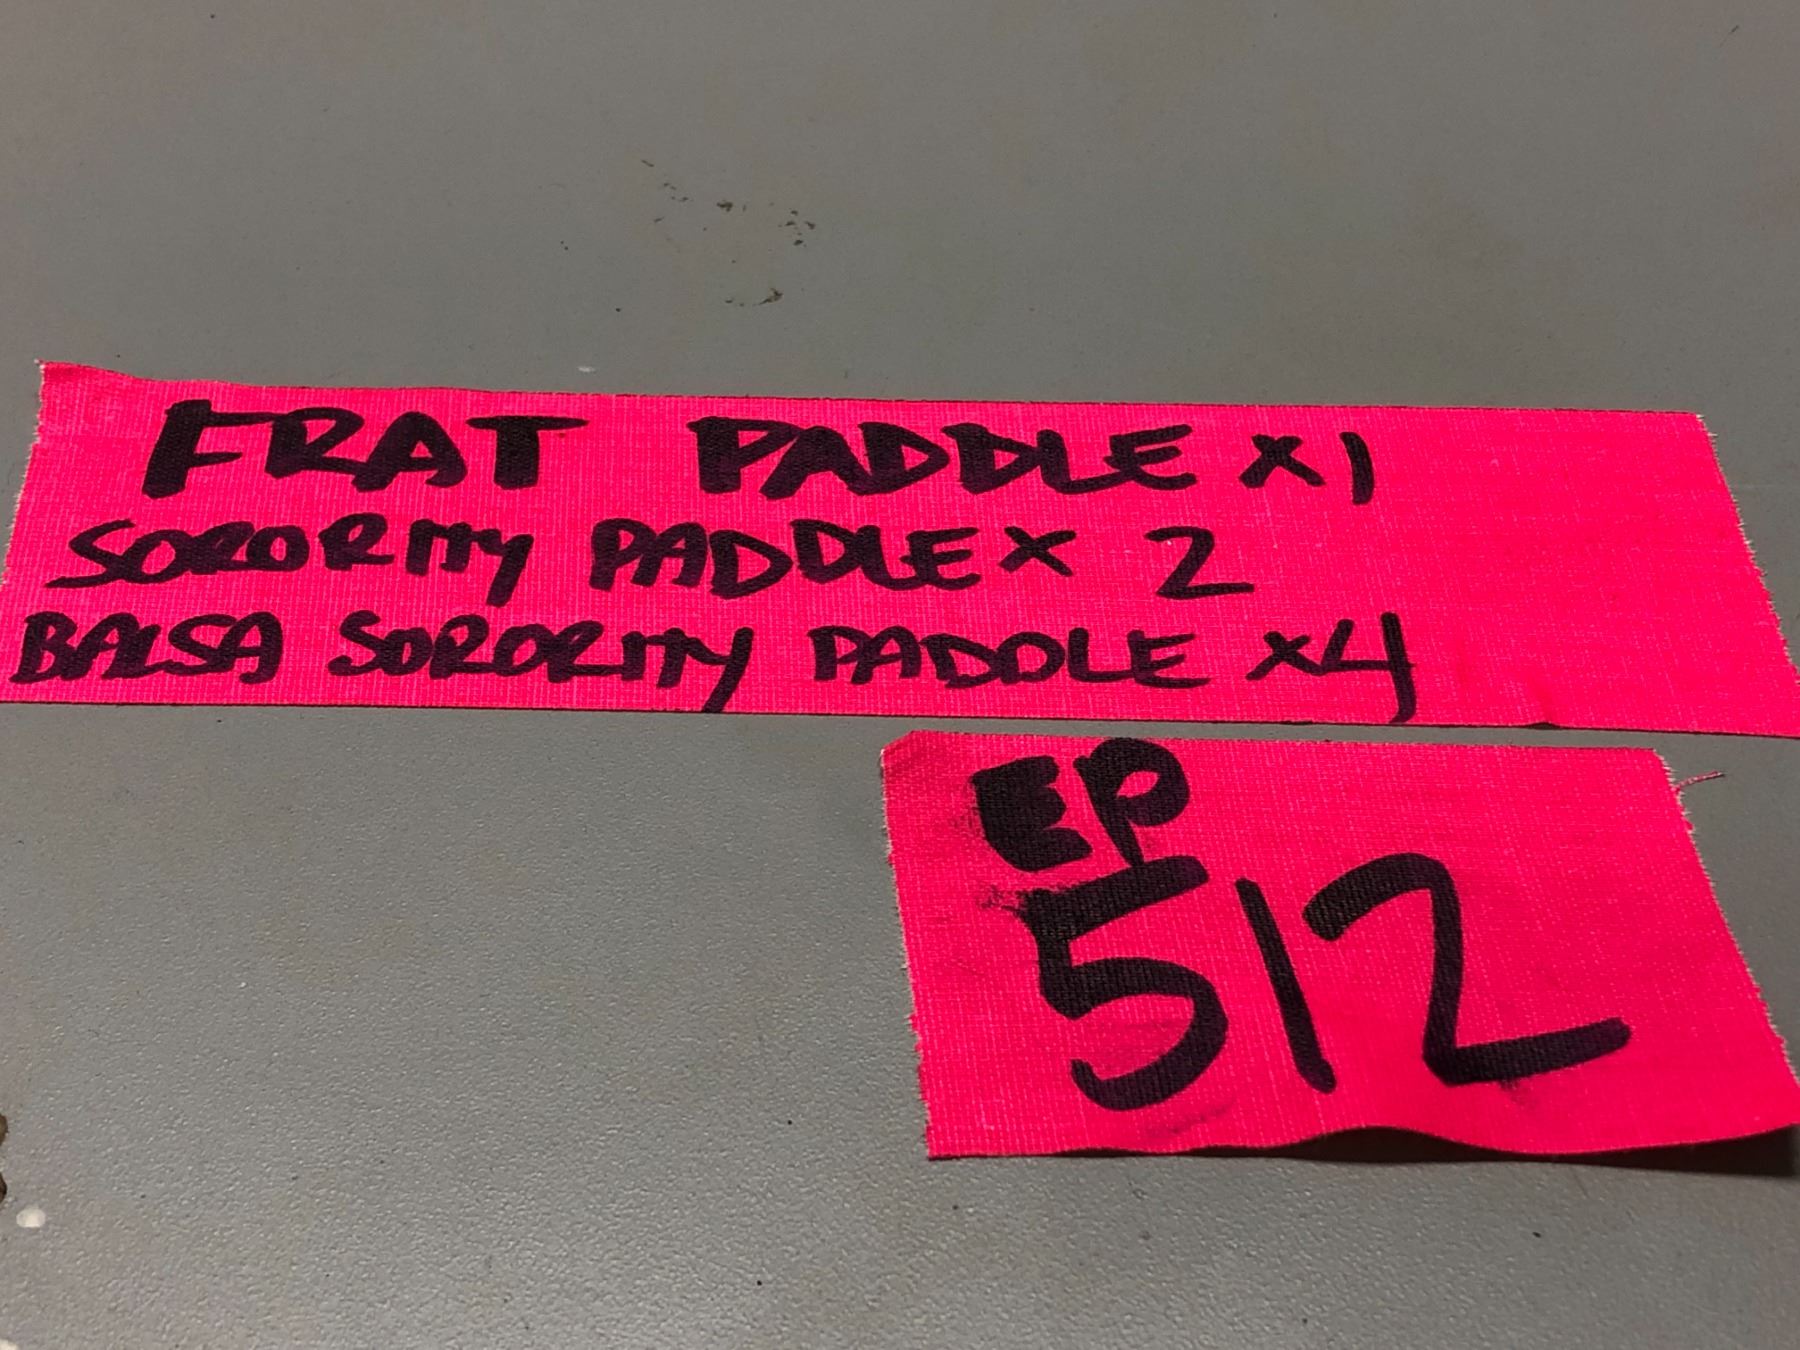 FRAT PADDLE x1
SORORITY PADDLE x 2
BALSA SORORITY PADDLE x4
EP
512